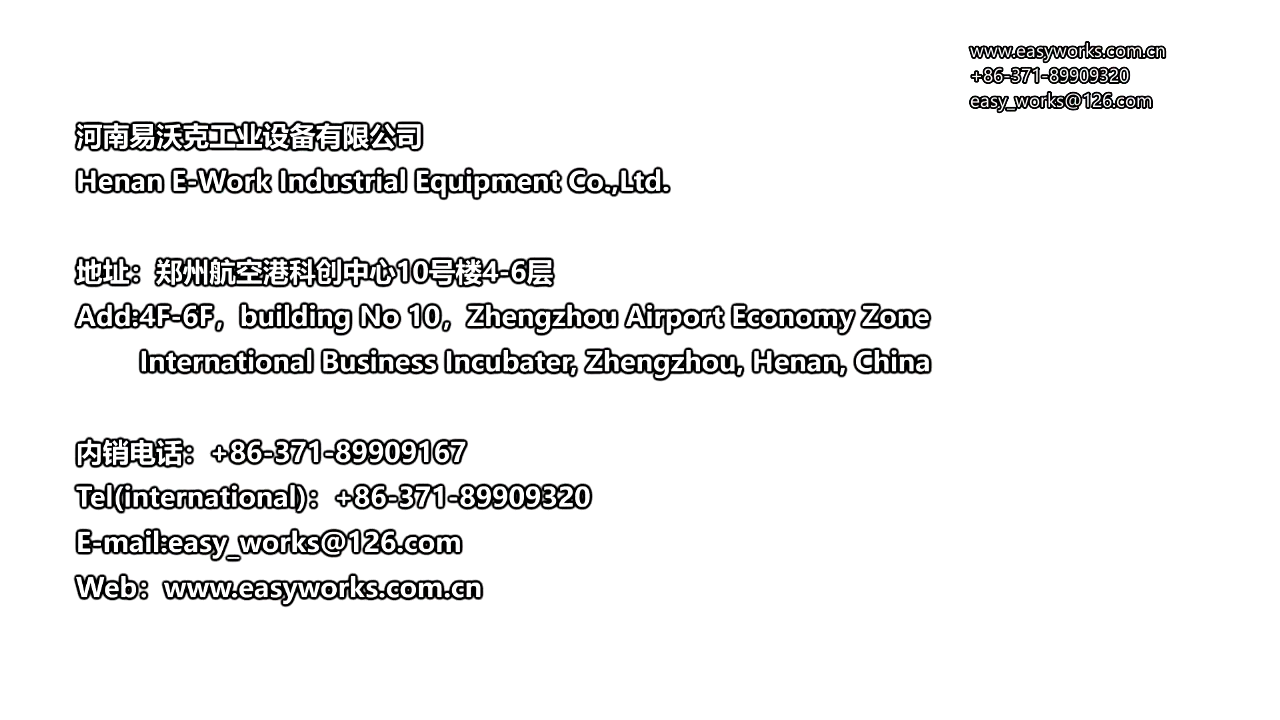 www.easyworks.com.cn
+86-371-89909320
easy_works@126.com
河南易沃克工业设备有限公司
Henan E-Work Industrial Equipment Co.,Ltd.
地址：郑州航空港科创中心10号楼4-6层
Add:4F-6F，building No 10，Zhengzhou Airport Economy Zone
International Business Incubater, Zhengzhou, Henan, China
内销电话：+86-371-89909167
Tel(international)：+86-371-89909320
E-mail:easy_works@126.com
Web：www.easyworks.com.cn